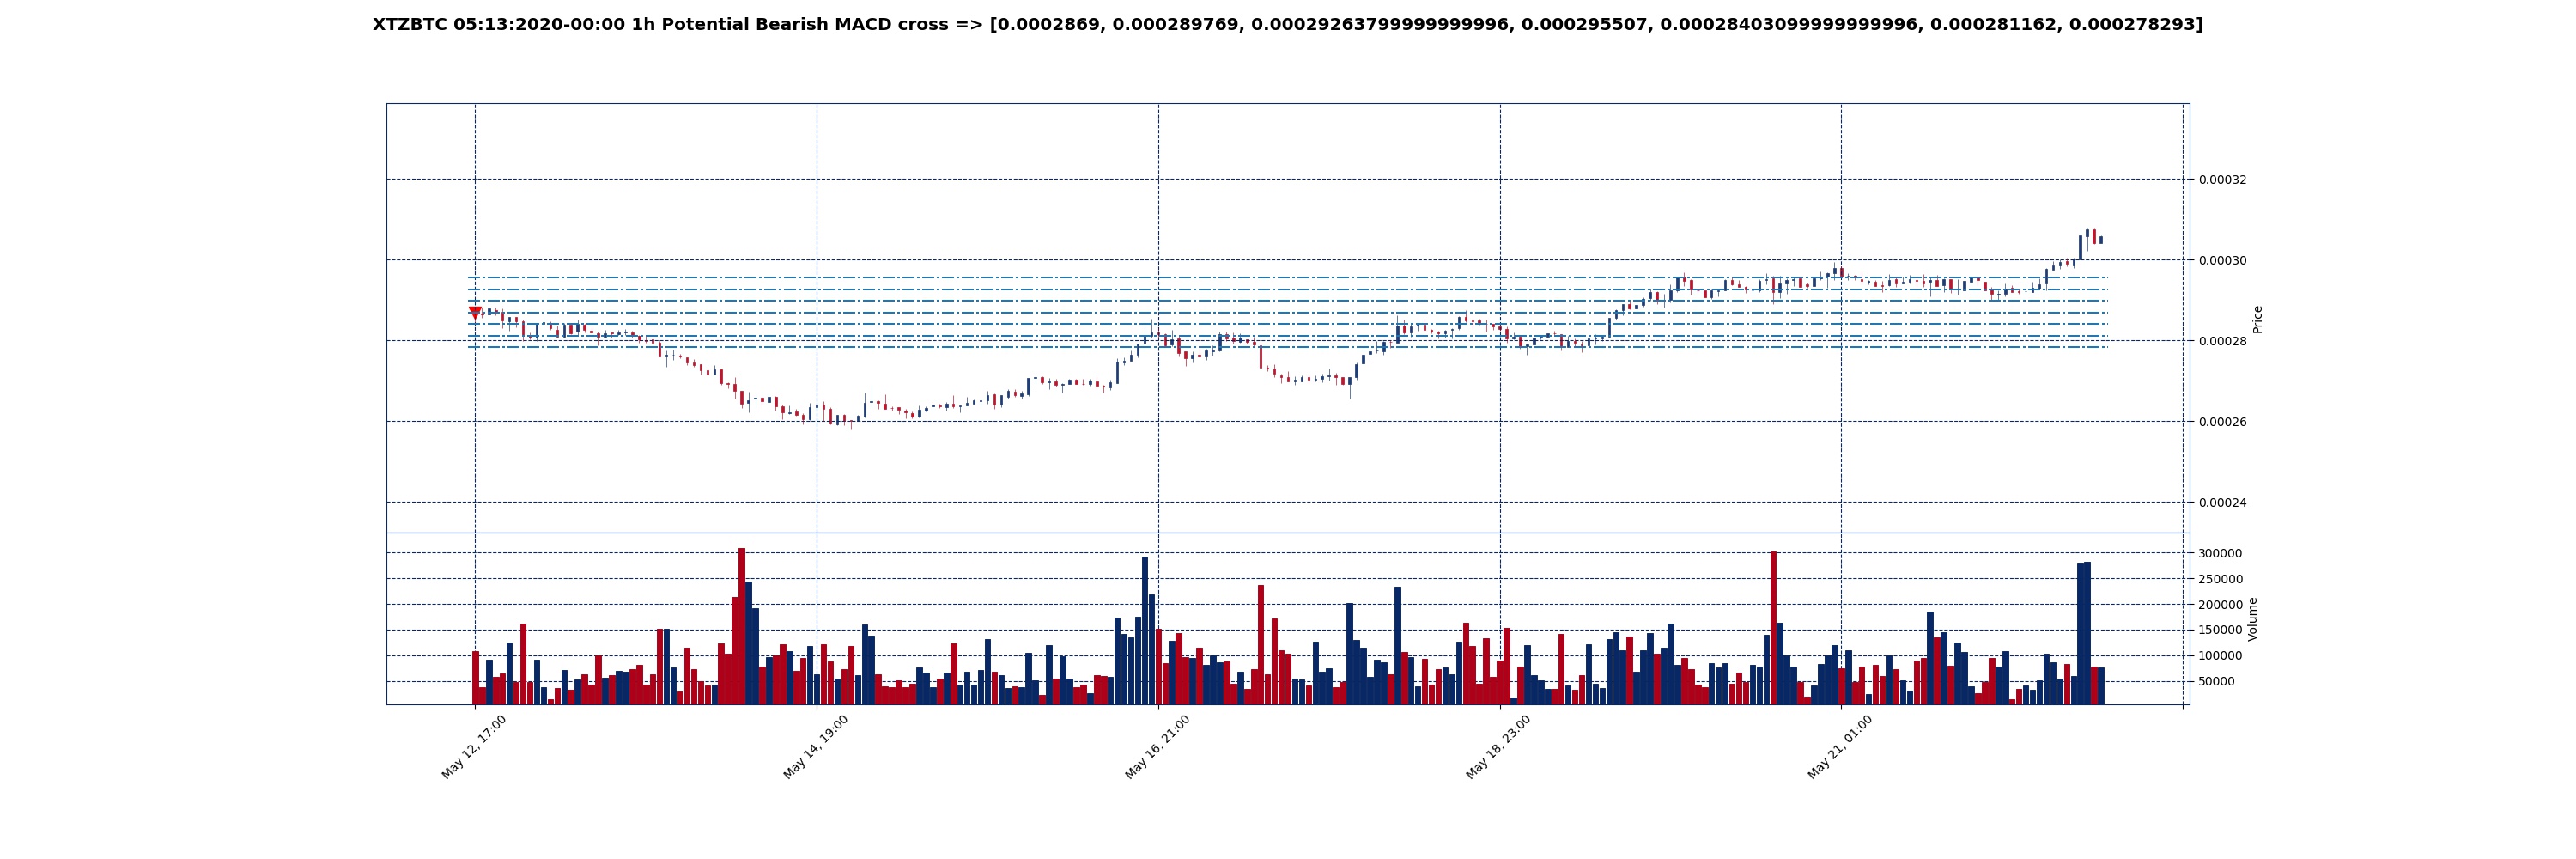 XTZBTC 05:13:2020-00:00 1h Potential Bearish MACD cross => [0.0002869, 0.000289769, 0.00029263799999999996, 0.000295507, 0.00028403099999999996, 0.000281162, 0.000278293]
0.00032
0.00030
0.00028
0.00026
0.00024
Price
300000
250000
200000
150000
100000
50000
Volume
May 12, 17:00
May 14, 19:00
May 16, 21:00
May 18, 23:00
May 21, 01:00